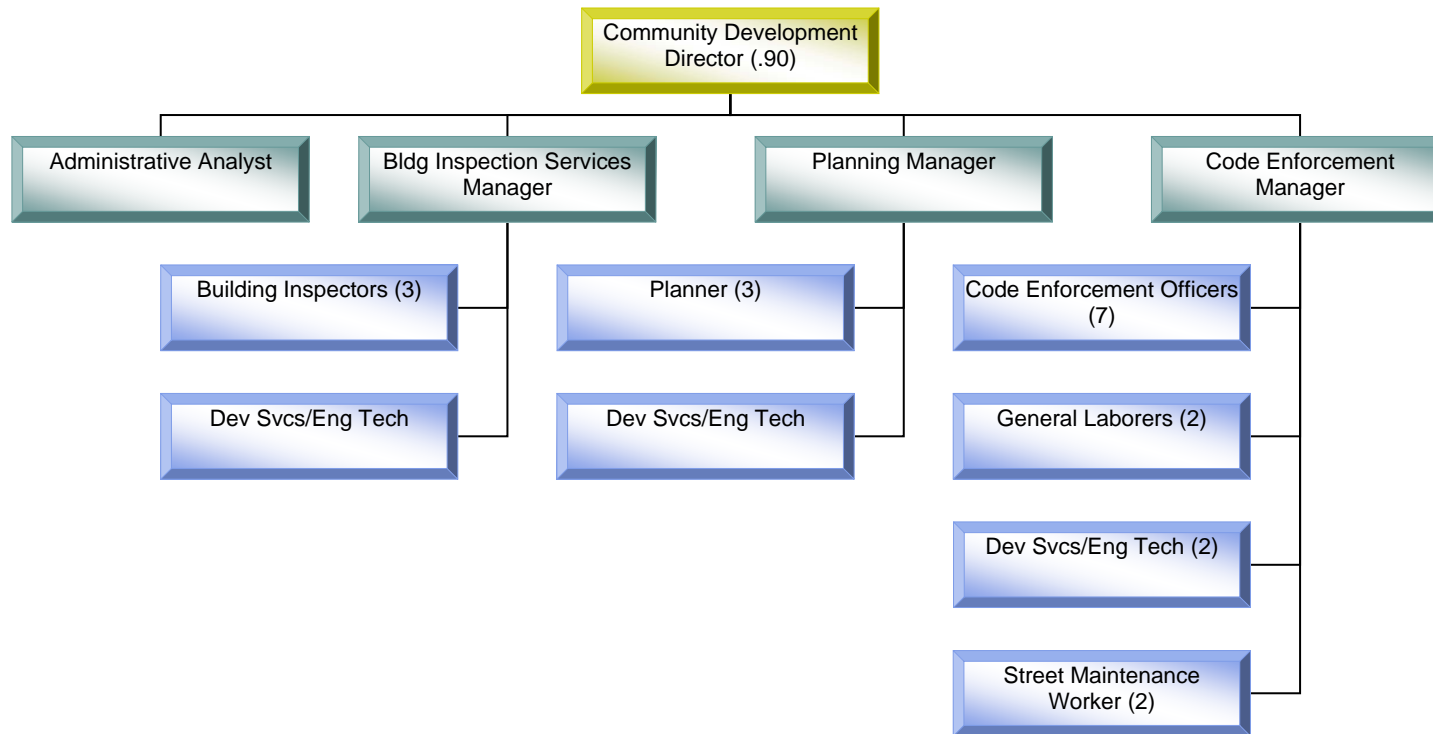 Community Development
Director (.90)
Administrative Analyst
Bldg Inspection Services
Manager
Planning Manager
Code Enforcement
Manager
Building Inspectors (3)
Planner (3)
Code Enforcement Officers
(7)
Dev Svcs/Eng Tech
Dev Svcs/Eng Tech
General Laborers (2)
Dev Svcs/Eng Tech (2)
Street Maintenance
Worker (2)